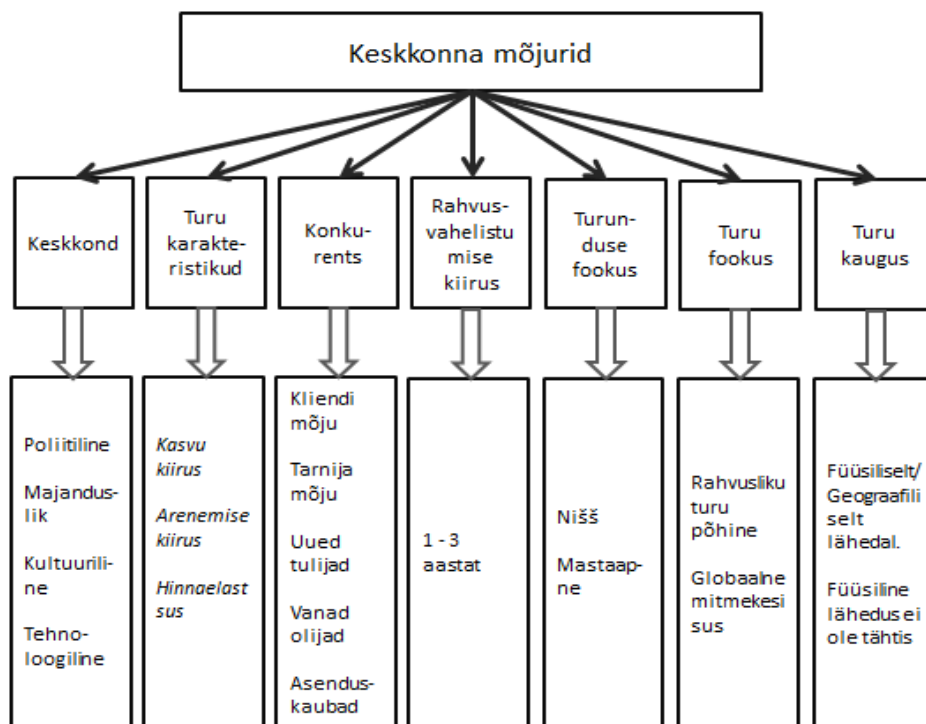 Keskkonna mõjurid
Keskkond
Turu
karakte-
ristikud
Konku-
rents
Rahvus-
vahelistu
mise
kiirus
Turun-
duse
fookus
Turu
fookus
Turu
kaugus
Poliitiline
Majandus-
lik
Kultuurili-
ne
Tehno-
loogiline
Kasvu
kiirus
Arenemise
kiirus
Hinnaelast
sus
Kliendi
mõju
Tarnija
mõju
Uued
tulijad
Vanad
olijad
Asendus-
kaubad
1 - 3
aastat
Nišš
Mastaap-
ne
Rahvusliku
turu
põhine
Globaalne
mitmekesi
sus
Füüsiliselt/
Geograafili
selt
lähedal.
Füüsiline
lähedus ei
ole tähtis